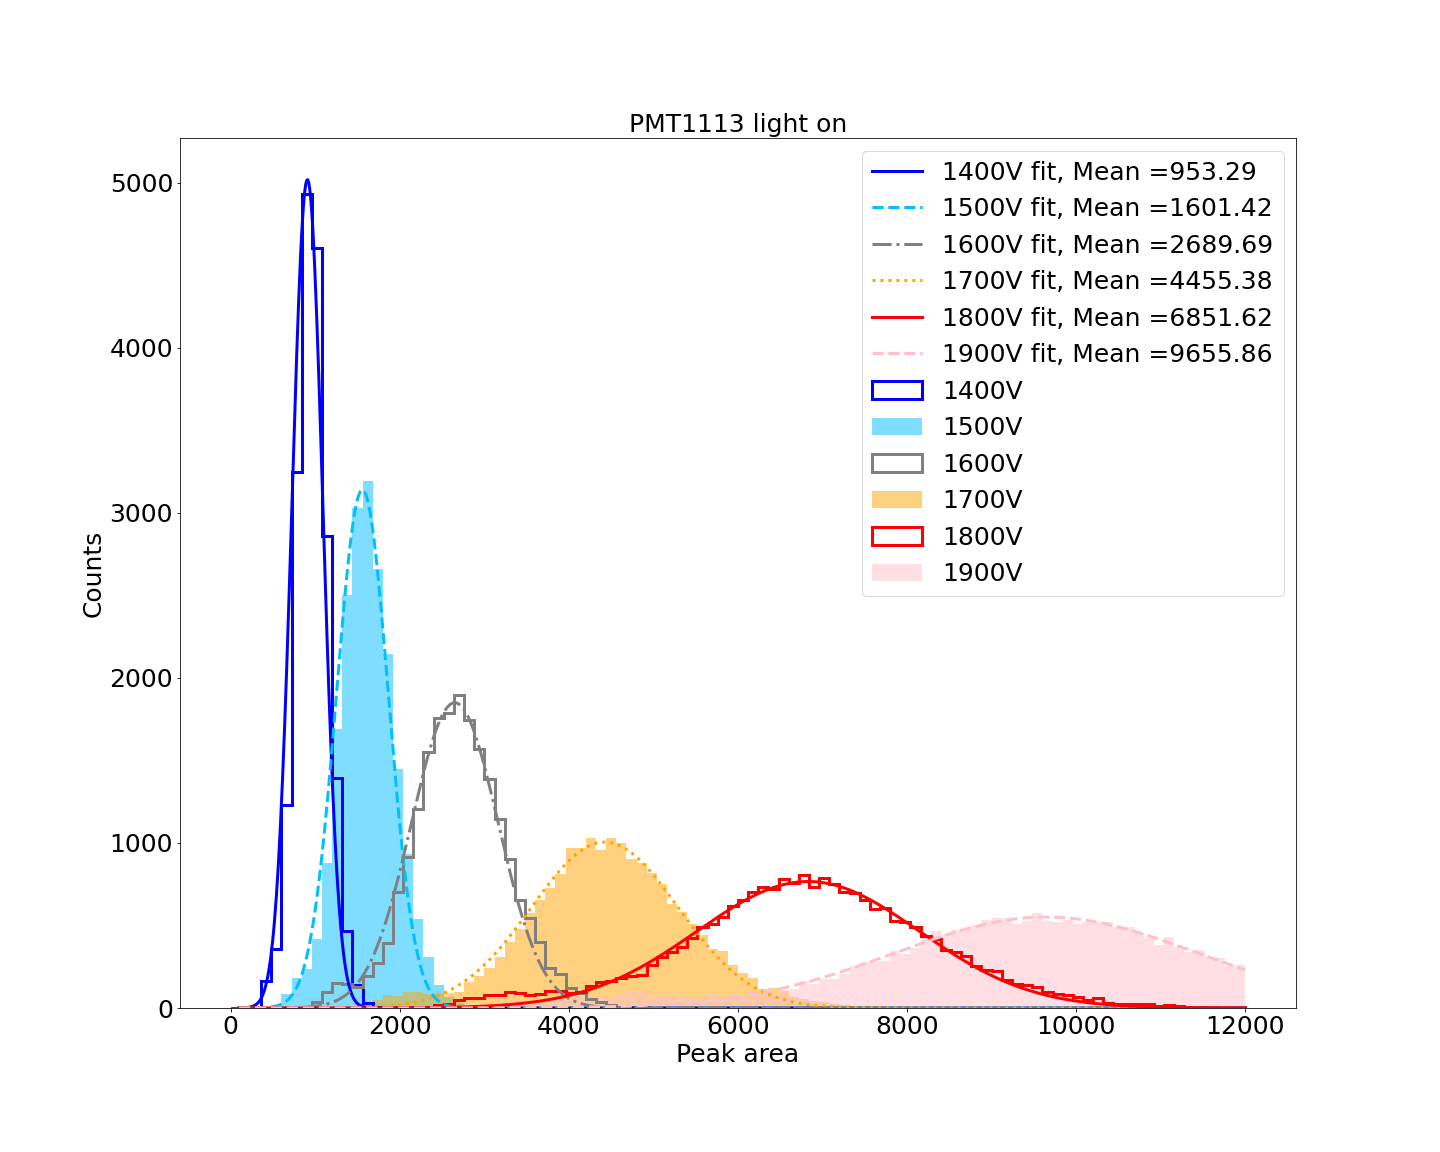 PMT1113 light on
5000
4000
3000
2000
1000
0
Counts
1400V fit, Mean =953.29
1500V fit, Mean =1601.42
1600V fit, Mean =2689.69
1700V fit, Mean =4455.38
1800V fit, Mean =6851.62
1900V fit, Mean =9655.86
1400V
1500V
1600V
1700V
1800V
1900V
0 2000 4000 6000 8000 10000 12000
Peak area